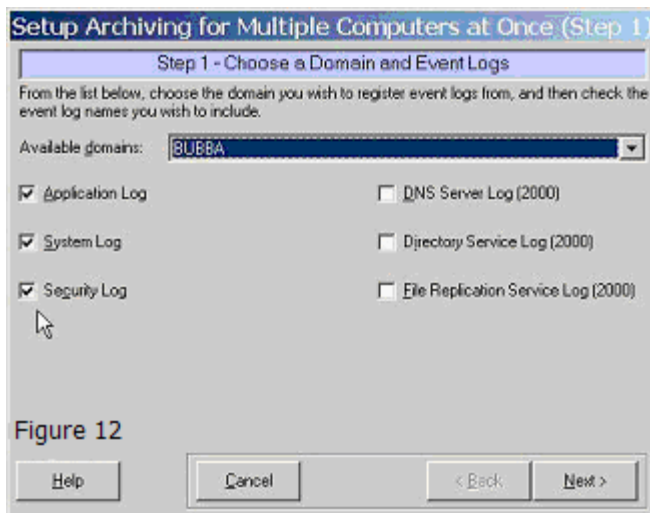 Setup Archiving for Multiple Computers at Once (Step 1)
Step 1 - Choose a Domain and Event Logs
From the list below, choose the domain you wish to register event logs from, and then check the
event log names you wish to include.
Available domains: BUBBA
Application Log
DNS Server Log (2000)
System Log
Directory Service Log (2000)
Security Log
File Replication Service Log (2000)
Figure 12
Help
Cancel
< Back
Next >